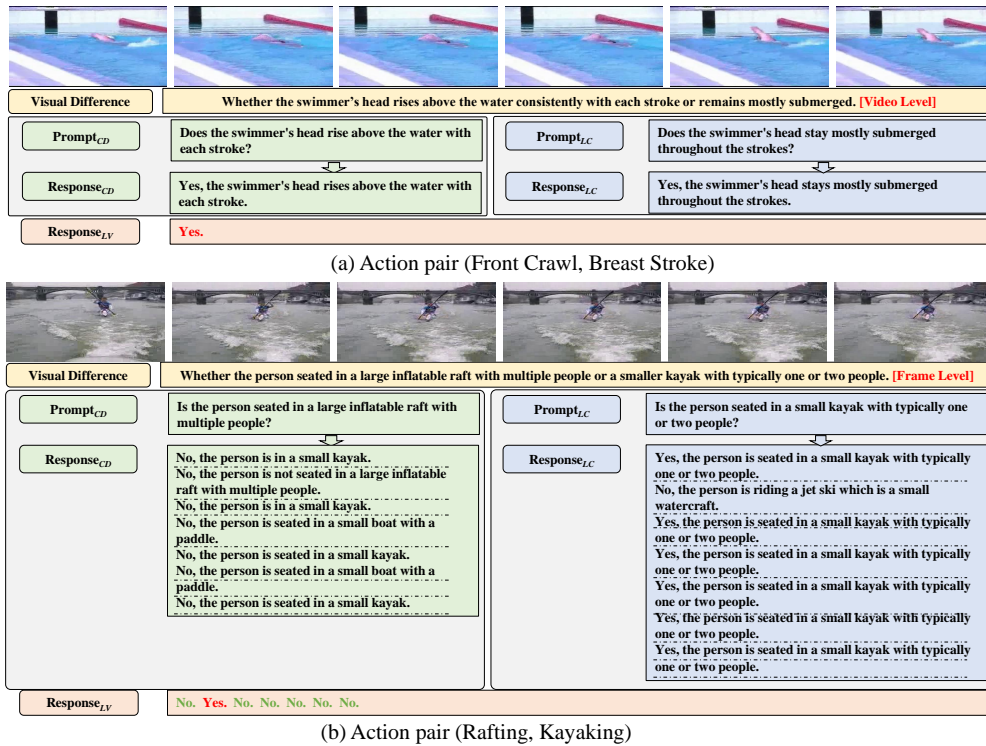 Visual Difference
Whether the swimmer's head rises above the water consistently with each stroke or remains mostly submerged. [Video Level]
Prompt_CD
Does the swimmer's head rise above the water with
each stroke?
Response_CD
Yes, the swimmer's head rises above the water with
each stroke.
Prompt_LC
Does the swimmer's head stay mostly submerged
throughout the strokes?
Response_LC
Yes, the swimmer's head stays mostly submerged
throughout the strokes.
Response_LV
Yes.
(a) Action pair (Front Crawl, Breast Stroke)
Visual Difference
Whether the person seated in a large inflatable raft with multiple people or a smaller kayak with typically one or two people. [Frame Level]
Prompt_CD
Is the person seated in a large inflatable raft with
multiple people?
Response_CD
No, the person is in a small kayak.
No, the person is not seated in a large inflatable
raft with multiple people.
No, the person is in a small kayak.
No, the person is seated in a small boat with a
paddle.
No, the person is seated in a small kayak.
No, the person is seated in a small boat with a
paddle.
No, the person is seated in a small kayak.
Prompt_LC
Is the person seated in a small kayak with typically one
or two people?
Response_LC
Yes, the person is seated in a small kayak with typically
one or two people.
No, the person is riding a jet ski which is a small
watercraft.
Yes. the person is seated in a small kayak with typically
one or two people.
Yes, the person is seated in a small kayak with typically
one or two people.
Yes, the person is seated in a small kayak with typically
one or two people.
Yes, the person is seated in a small kayak with typically
one or two people.
Yes, the person is seated in a small kayak with typically
one or two people.
Response_LV
No. Yes. No. No. No. No. No.
(b) Action pair (Rafting, Kayaking)